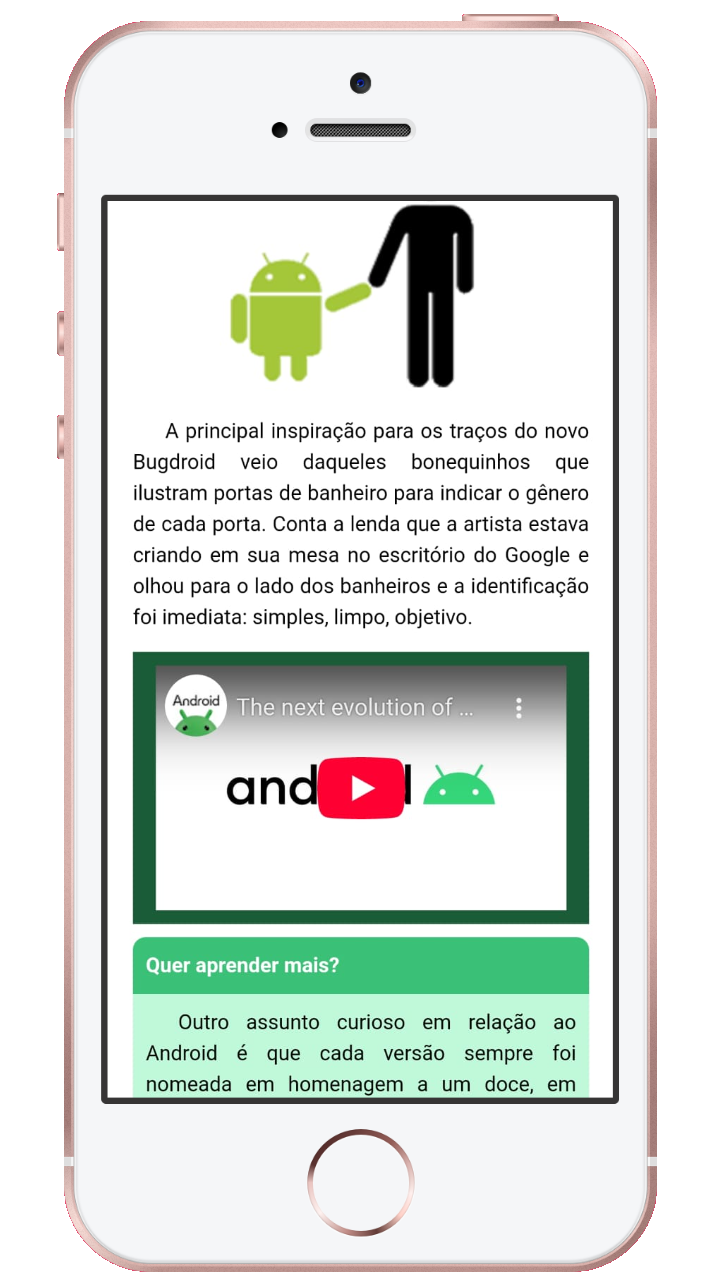 A principal inspiração para os traços do novo
Bugdroid veio daqueles bonequinhos que
ilustram portas de banheiro para indicar o gênero
de cada porta. Conta a lenda que a artista estava
criando em sua mesa no escritório do Google e
olhou para o lado dos banheiros e a identificação
foi imediata: simples, limpo, objetivo.
Android
The next evolution of ...
Quer aprender mais?
Outro assunto curioso em relação ao
Android é que cada versão sempre foi
nomeada em homenagem a um doce, em